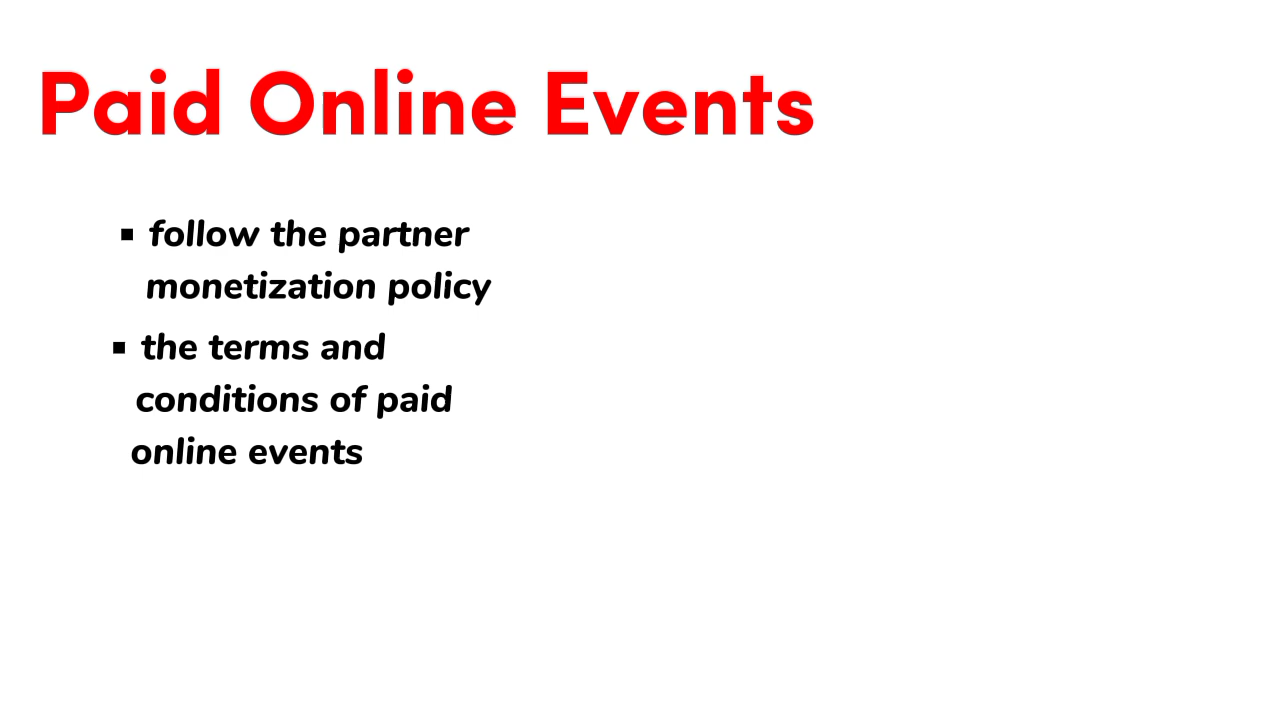 Paid Online Events
▪ follow the partner
monetization policy
▪ the terms and
conditions of paid
online events